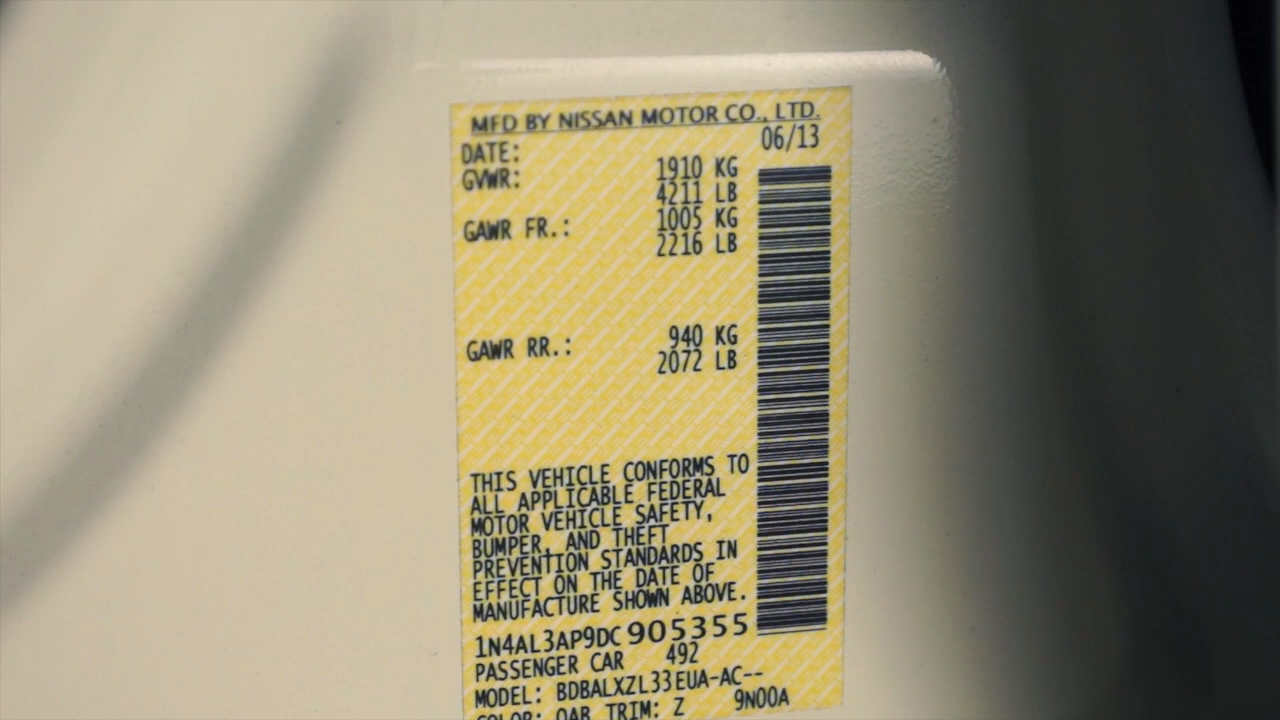 MFD BY NISSAN MOTOR CO., LTD.
DATE: 06/13
GVWR: 1910 KG
4211 LB
GAWR FR.: 1005 KG
2216 LB
GAWR RR.: 940 KG
2072 LB
THIS VEHICLE CONFORMS TO
ALL APPLICABLE FEDERAL
MOTOR VEHICLE SAFETY,
BUMPER, AND THEFT
PREVENTION STANDARDS IN
EFFECT ON THE DATE OF
MANUFACTURE SHOWN ABOVE.
1N4AL3AP9DC905355
PASSENGER CAR 492
MODEL: BDBALXZL33EUA-AC--
COLOR: QAB TRIM: Z 9N00A